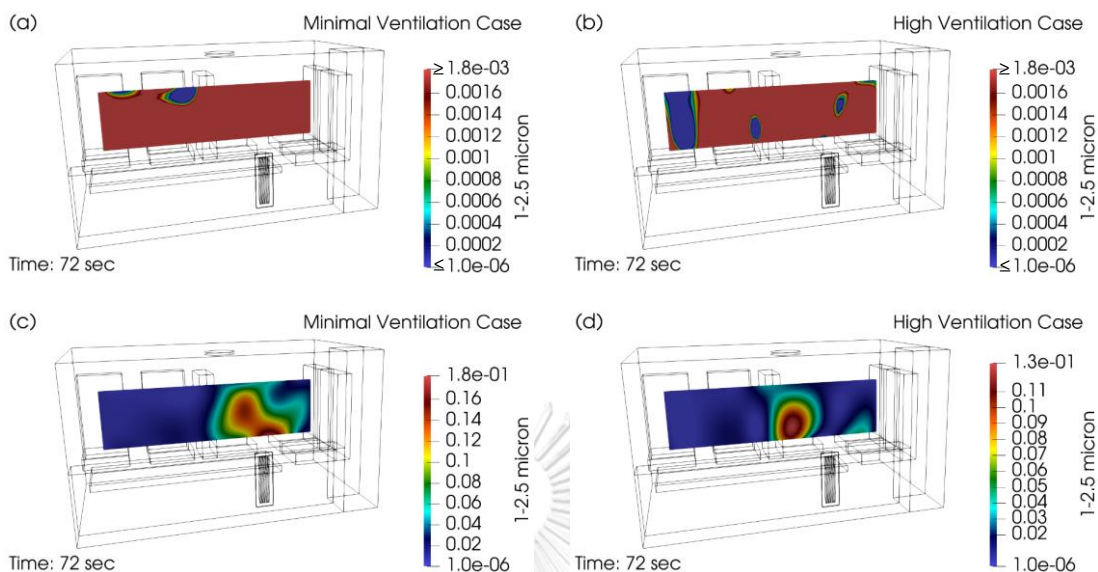 (a)
Minimal Ventilation Case
≥ 1.8e-03
0.0016
0.0014
0.0012
0.001
0.0008
0.0006
0.0004
0.0002
≤ 1.0e-06
1-2.5 micron
Time: 72 sec
(b)
High Ventilation Case
≥ 1.8e-03
0.0016
0.0014
0.0012
0.001
0.0008
0.0006
0.0004
0.0002
≤ 1.0e-06
1-2.5 micron
Time: 72 sec
(c)
Minimal Ventilation Case
1.8e-01
0.16
0.14
0.12
0.1
0.08
0.06
0.04
0.02
1.0e-06
1-2.5 micron
Time: 72 sec
(d)
High Ventilation Case
1.3e-01
0.11
0.1
0.09
0.08
0.07
0.06
0.05
0.04
0.03
0.02
0.01
1.0e-06
1-2.5 micron
Time: 72 sec